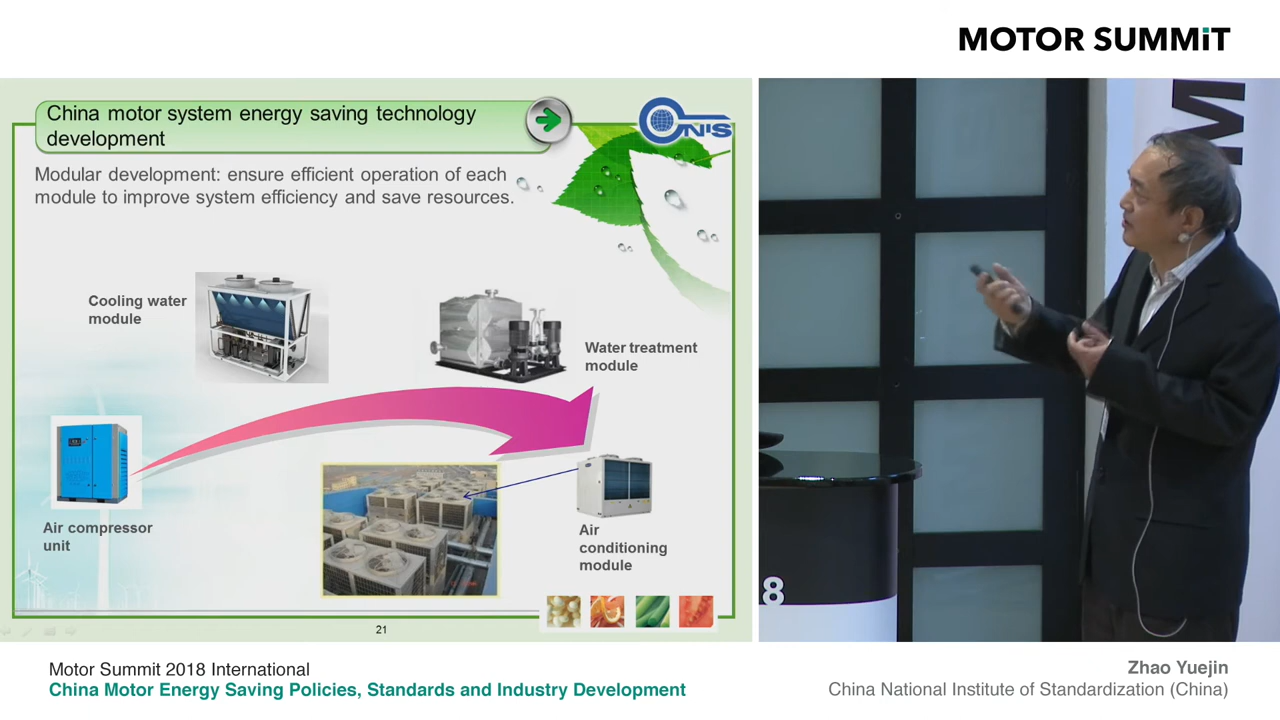 MOTOR SUMMiT
China motor system energy saving technology
development
CNIS
Modular development: ensure efficient operation of each
module to improve system efficiency and save resources.
Cooling water
module
Water treatment
module
Air compressor
unit
Air
conditioning
module
21
M
8
Motor Summit 2018 International
China Motor Energy Saving Policies, Standards and Industry Development
Zhao Yuejin
China National Institute of Standardization (China)